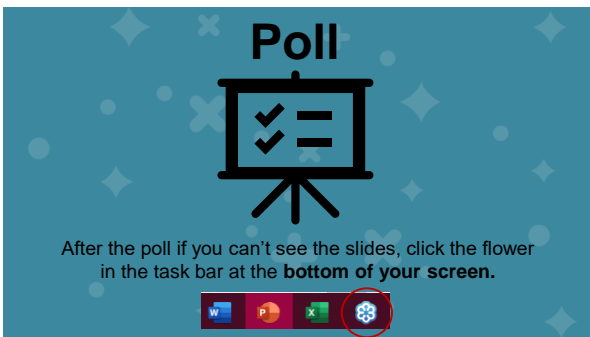 Poll
After the poll if you can’t see the slides, click the flower
in the task bar at the bottom of your screen.
W P X